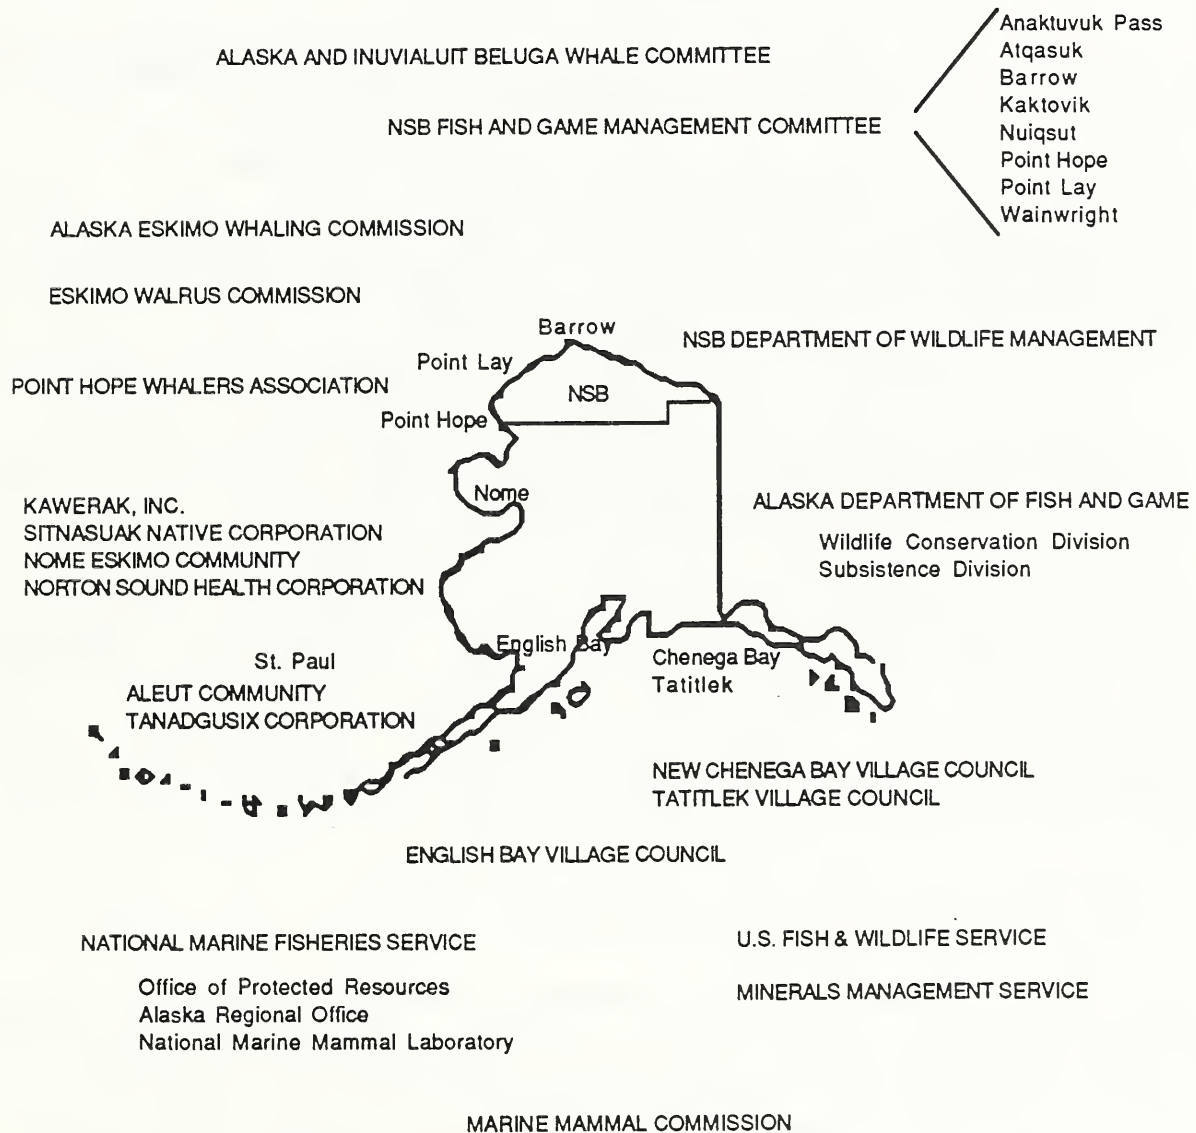 ALASKA AND INUVIALUIT BELUGA WHALE COMMITTEE
NSB FISH AND GAME MANAGEMENT COMMITTEE
Anaktuvuk Pass
Atqasuk
Barrow
Kaktovik
Nuiqsut
Point Hope
Point Lay
Wainwright
ALASKA ESKIMO WHALING COMMISSION
ESKIMO WALRUS COMMISSION
Barrow
NSB DEPARTMENT OF WILDLIFE MANAGEMENT
Point Lay
POINT HOPE WHALERS ASSOCIATION
NSB
Point Hope
Nome
KAWERAK, INC.
SITNASUAK NATIVE CORPORATION
NOME ESKIMO COMMUNITY
NORTON SOUND HEALTH CORPORATION
ALASKA DEPARTMENT OF FISH AND GAME
Wildlife Conservation Division
Subsistence Division
English Bay
Chenega Bay
Tatitlek
St. Paul
ALEUT COMMUNITY
TANADGUSIX CORPORATION
NEW CHENEGA BAY VILLAGE COUNCIL
TATITLEK VILLAGE COUNCIL
ENGLISH BAY VILLAGE COUNCIL
NATIONAL MARINE FISHERIES SERVICE
Office of Protected Resources
Alaska Regional Office
National Marine Mammal Laboratory
U.S. FISH & WILDLIFE SERVICE
MINERALS MANAGEMENT SERVICE
MARINE MAMMAL COMMISSION